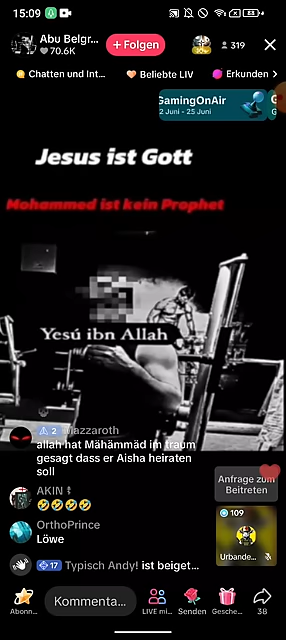 15:09
Abu Belgr...
70.6K
+ Folgen
319
Chatten und Int...
Beliebte LIV
Erkunden
GamingOnAir
2 Juni - 25 Juni
Jesus ist Gott
Mohammed ist kein Prophet
Yesú ibn Allah
2 jazzaroth
allah hat Mähämmäd im traum
gesagt dass er Aisha heiraten
soll
AKIN
🤣🤣🤣🤣
OrthoPrince
Löwe
17 Typisch Andy! ist beiget...
Anfrage zum
Beitreten
109
Urbande...
Abonn...
Kommenta...
LIVE mi...
Senden
Gesche...
38